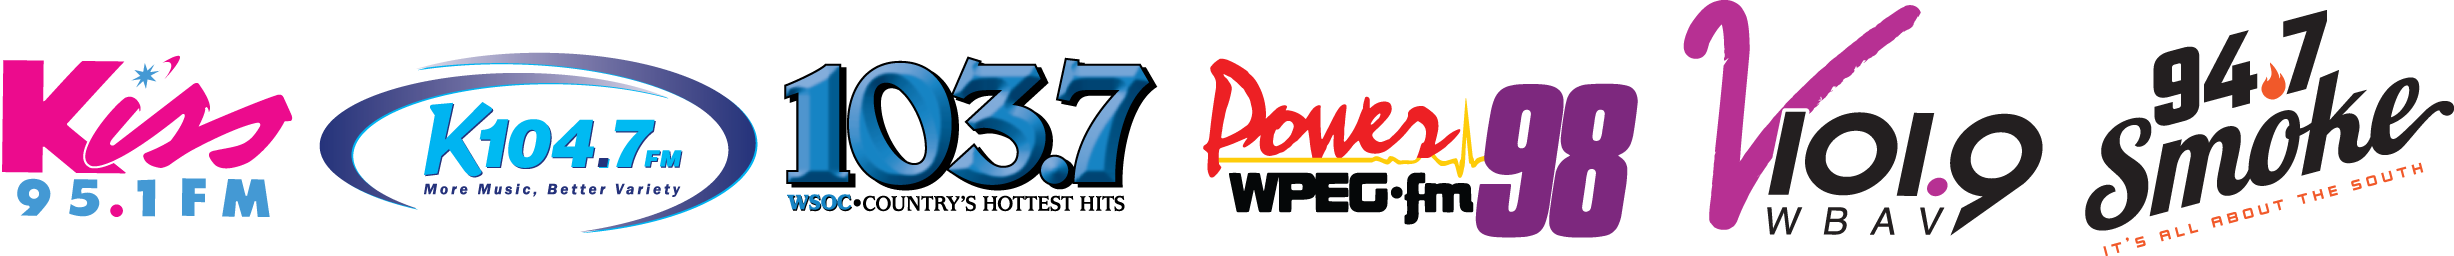 Kiss
95.1FM
K104.7FM
More Music, Better Variety
103.7
WSOC•COUNTRY'S HOTTEST HITS
Power 98
WPEG•fm
V101.9
WBAV
94.7
Smoke
IT'S ALL ABOUT THE SOUTH